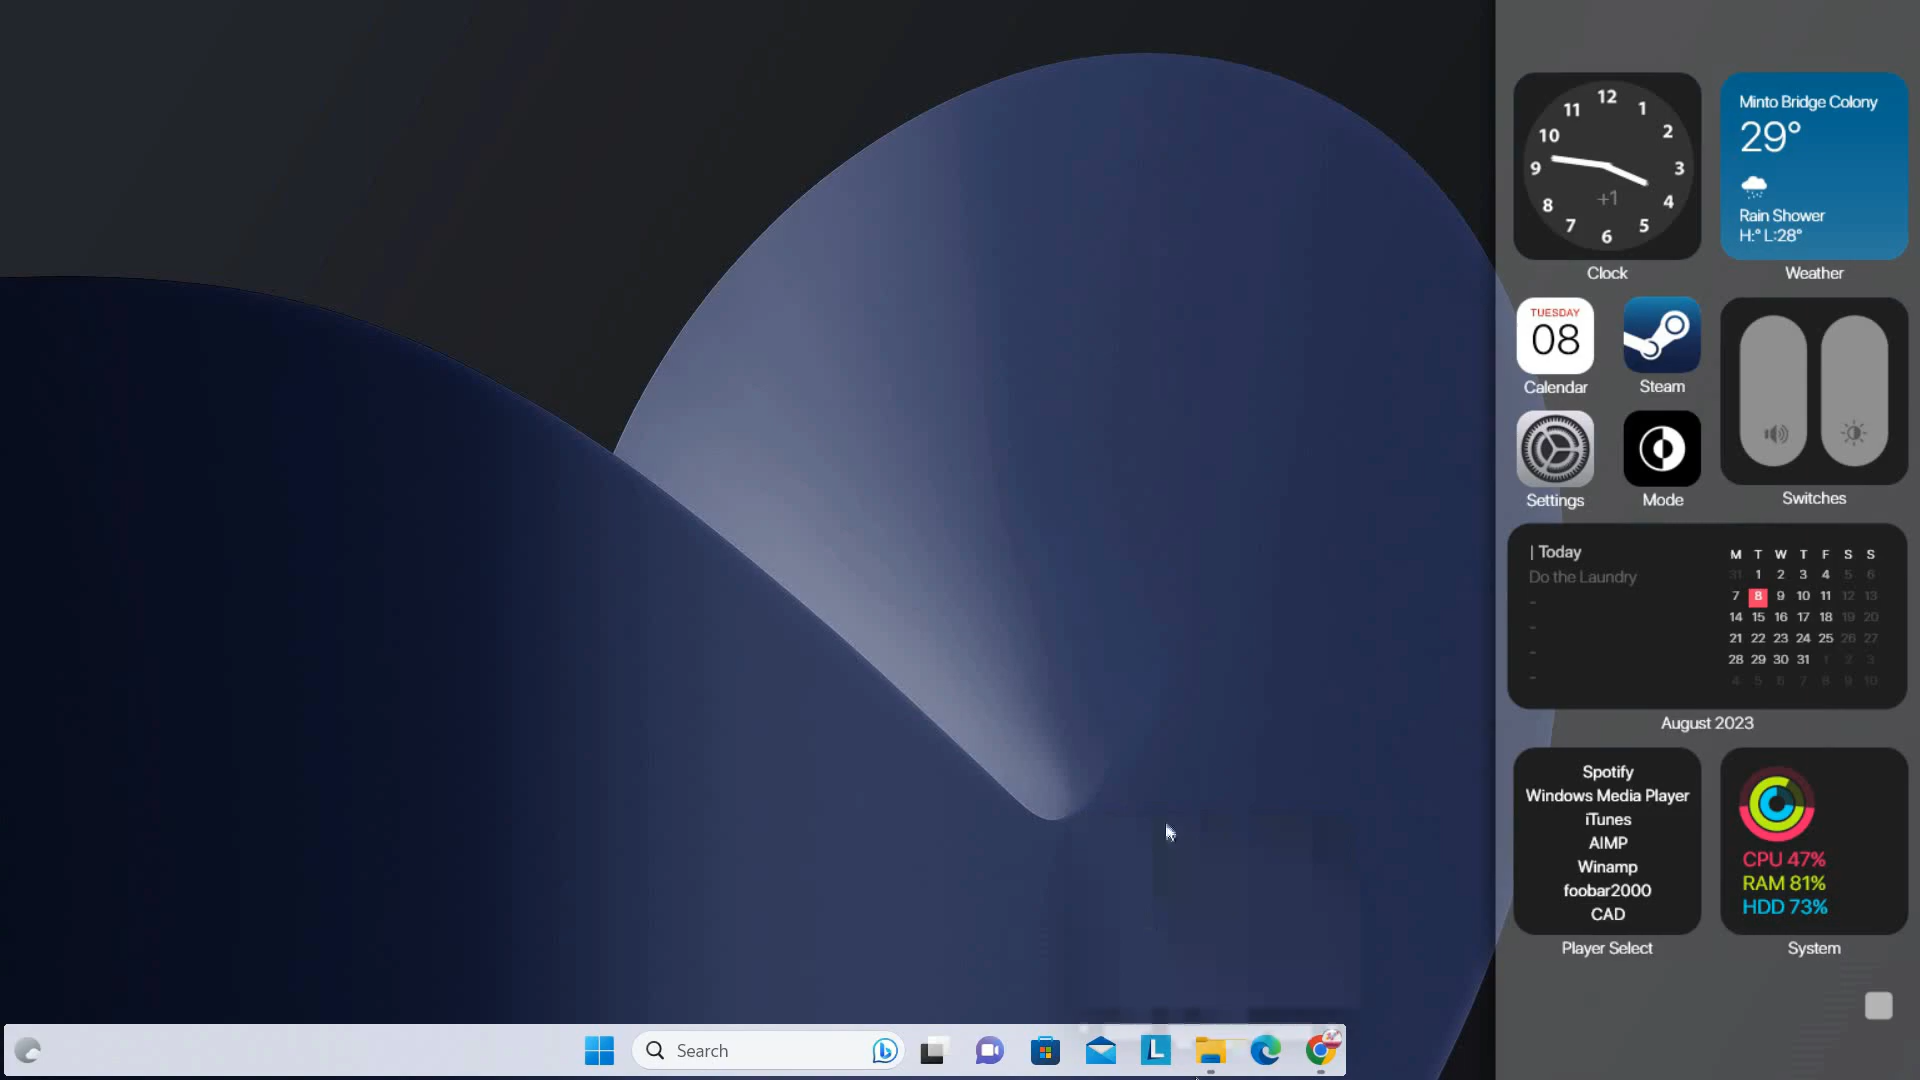 12
11 1
10 2
9 3
+1
8 4
7 5
6
Clock
Minto Bridge Colony
29°
Rain Shower
H:° L:28°
Weather
TUESDAY
08
Calendar
Steam
Settings
Mode
Switches
| Today
Do the Laundry
-
-
-
-
M T W T F S S
31 1 2 3 4 5 6
7 8 9 10 11 12 13
14 15 16 17 18 19 20
21 22 23 24 25 26 27
28 29 30 31 1 2 3
4 5 6 7 8 9 10
August 2023
Spotify
Windows Media Player
iTunes
AIMP
Winamp
foobar2000
CAD
Player Select
CPU 47%
RAM 81%
HDD 73%
System
Search
L